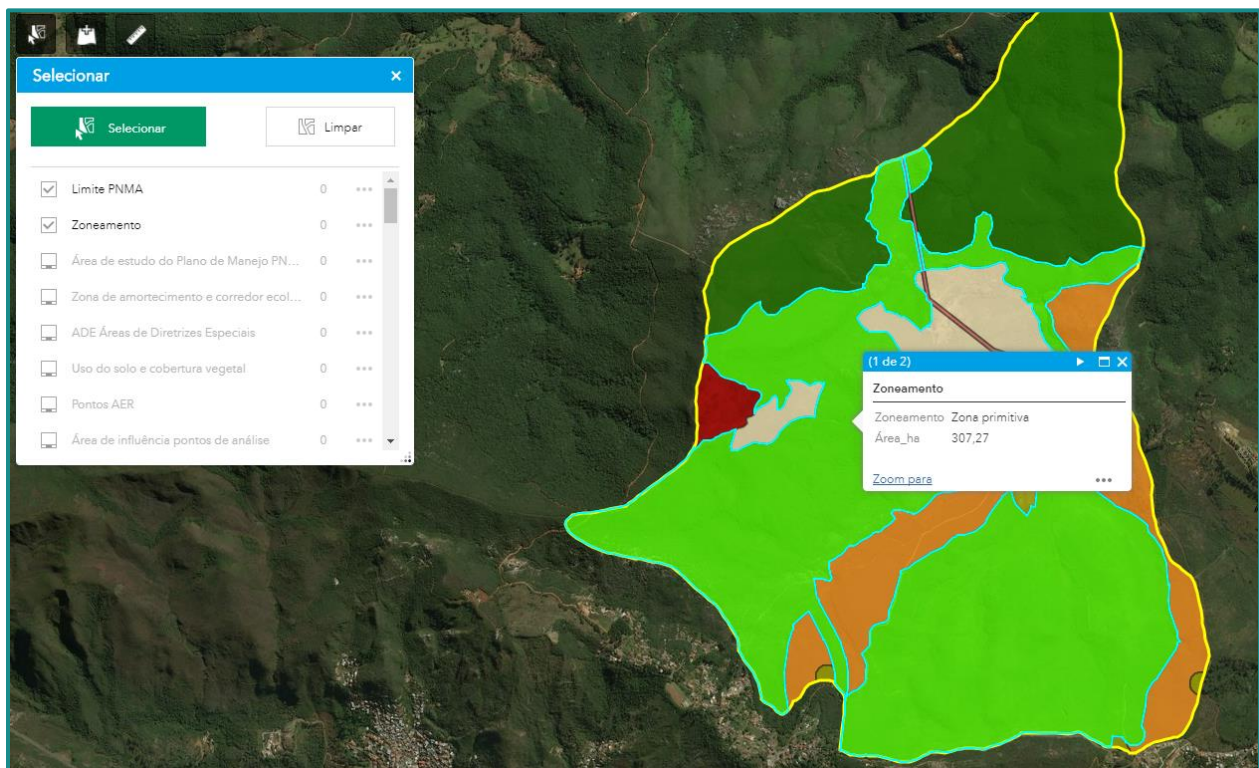 Selecionar
Selecionar
Limpar
Limite PNMA 0
Zoneamento 0
Área de estudo do Plano de Manejo PN... 0
Zona de amortecimento e corredor ecol... 0
ADE Áreas de Diretrizes Especiais 0
Uso do solo e cobertura vegetal 0
Pontos AER 0
Área de influência pontos de análise 0
(1 de 2)
Zoneamento
Zoneamento Zona primitiva
Área_ha 307,27
Zoom para